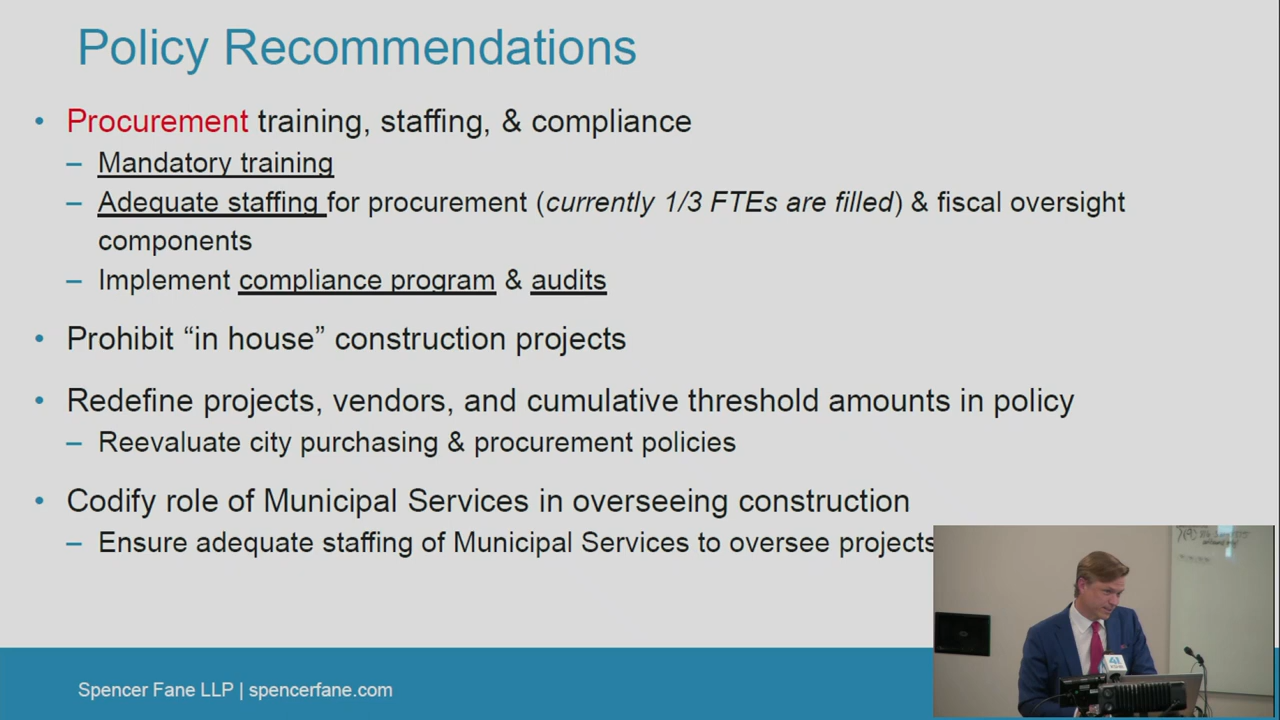 Policy Recommendations
• Procurement training, staffing, & compliance
– Mandatory training
– Adequate staffing for procurement (currently 1/3 FTEs are filled) & fiscal oversight
components
– Implement compliance program & audits
• Prohibit “in house” construction projects
• Redefine projects, vendors, and cumulative threshold amounts in policy
– Reevaluate city purchasing & procurement policies
• Codify role of Municipal Services in overseeing construction
– Ensure adequate staffing of Municipal Services to oversee projects
41
Spencer Fane LLP | spencerfane.com